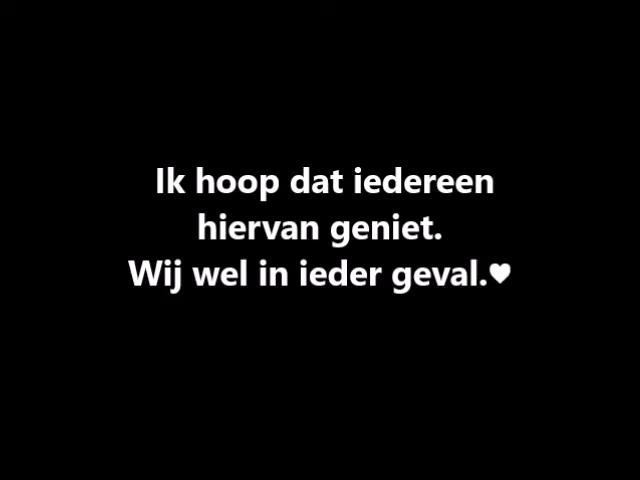 Ik hoop dat iedereen
hiervan geniet.
Wij wel in ieder geval.♥